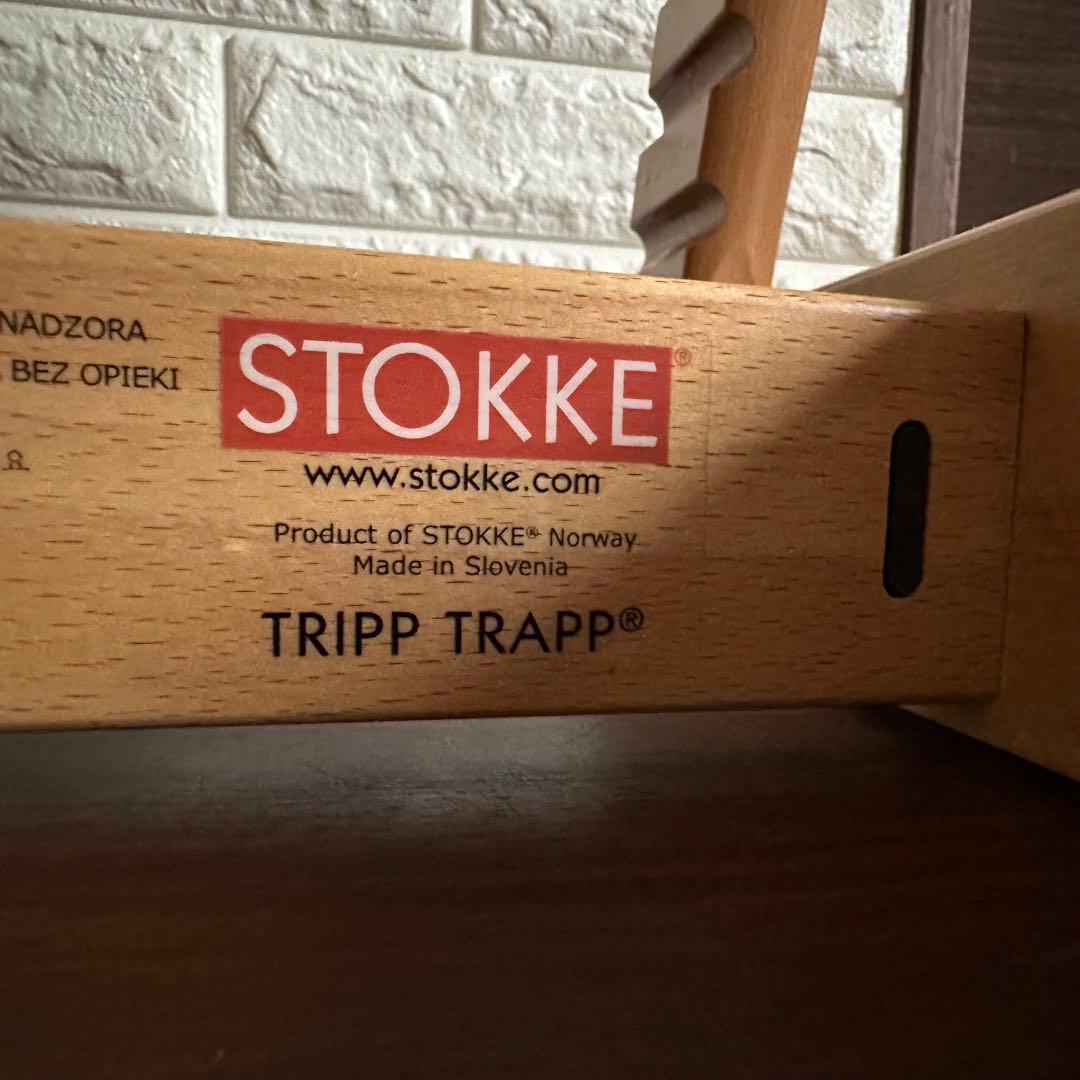 NADZORA
BEZ OPIEKI
STOKKE®
www.stokke.com
Product of STOKKE® Norway
Made in Slovenia
TRIPP TRAPP®